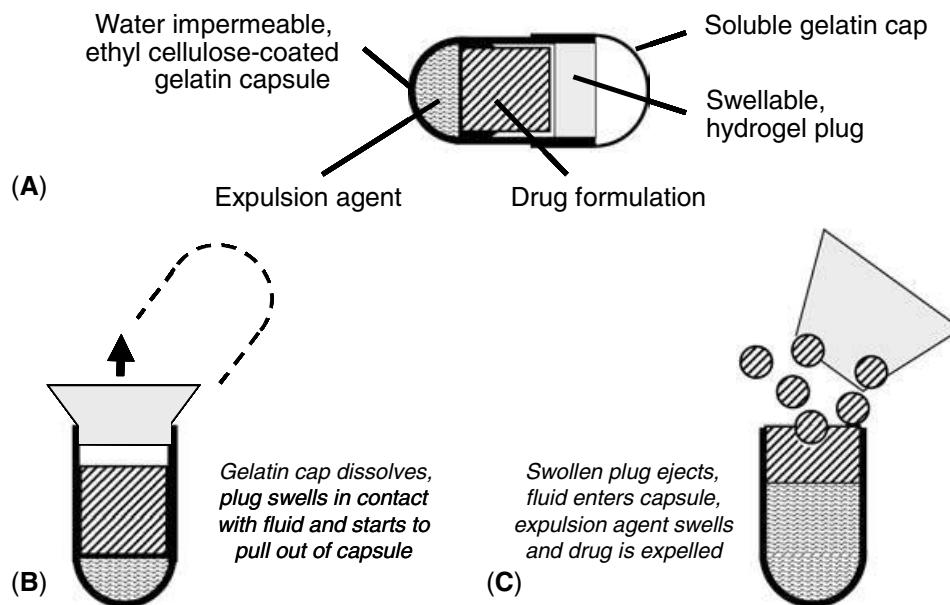 Water impermeable,
ethyl cellulose-coated
gelatin capsule
Soluble gelatin cap
Swellable,
hydrogel plug
(A)
Expulsion agent
Drug formulation
Gelatin cap dissolves,
plug swells in contact
with fluid and starts to
pull out of capsule
(B)
Swollen plug ejects,
fluid enters capsule,
expulsion agent swells
and drug is expelled
(C)